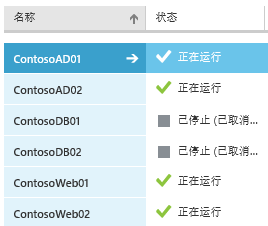 名称 状态
ContosoAD01 正在运行
ContosoAD02 正在运行
ContosoDB01 已停止 (已取消...
ContosoDB02 已停止 (已取消...
ContosoWeb01 正在运行
ContosoWeb02 正在运行